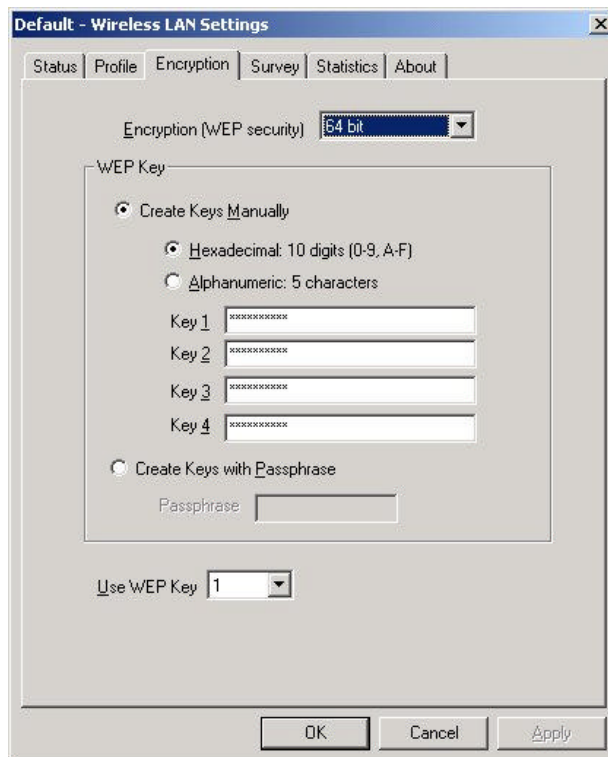 Default - Wireless LAN Settings
Status Profile Encryption Survey Statistics About
Encryption (WEP security) 64 bit
WEP Key
Create Keys Manually
Hexadecimal: 10 digits (0-9, A-F)
Alphanumeric: 5 characters
Key 1 **********
Key 2 **********
Key 3 **********
Key 4 **********
Create Keys with Passphrase
Passphrase
Use WEP Key 1
OK Cancel Apply